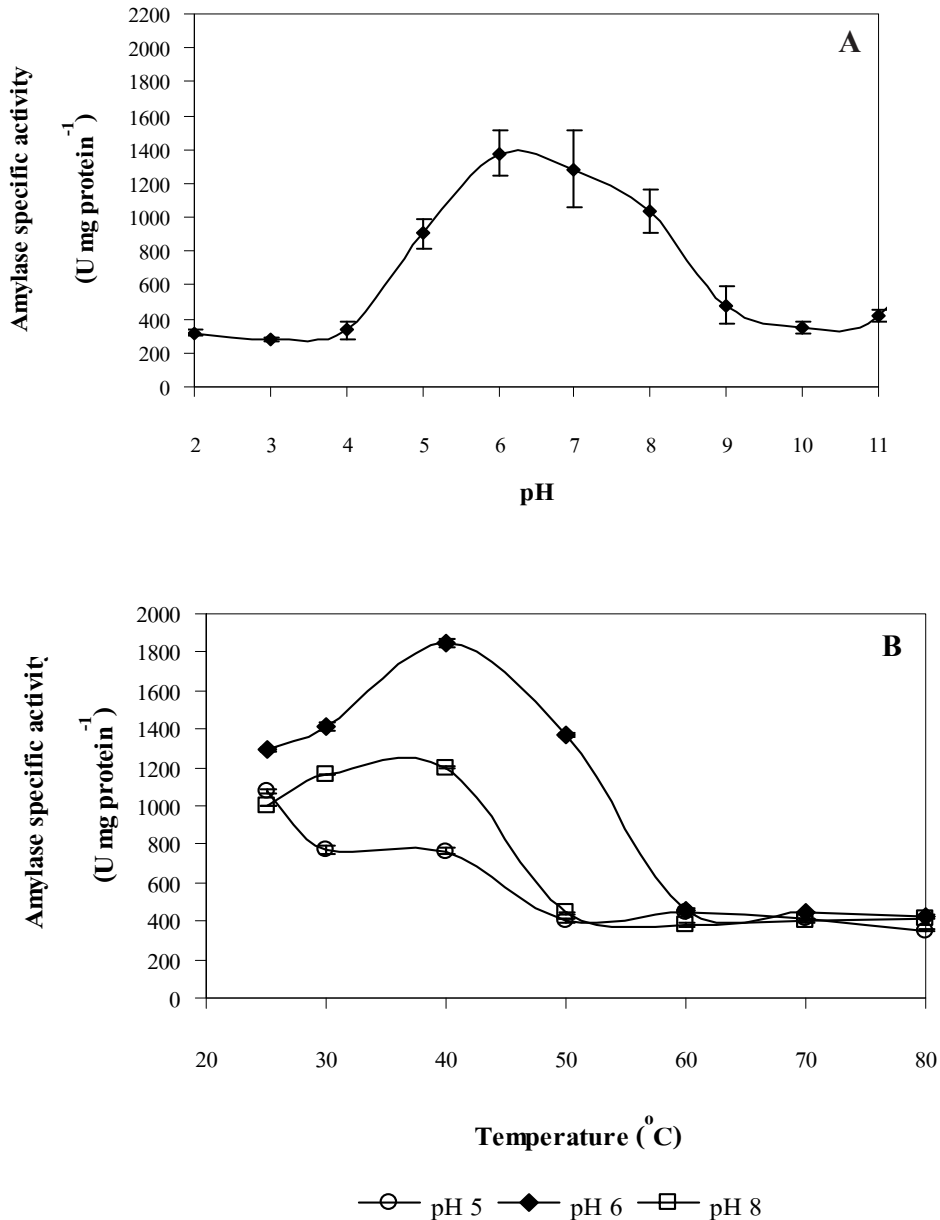 A
Amylase specific activity
(U mg protein⁻¹)
2200
2000
1800
1600
1400
1200
1000
800
600
400
200
0
2 3 4 5 6 7 8 9 10 11
pH
B
Amylase specific activity
(U mg protein⁻¹)
2000
1800
1600
1400
1200
1000
800
600
400
200
0
20 30 40 50 60 70 80
Temperature (°C)
pH 5 pH 6 pH 8